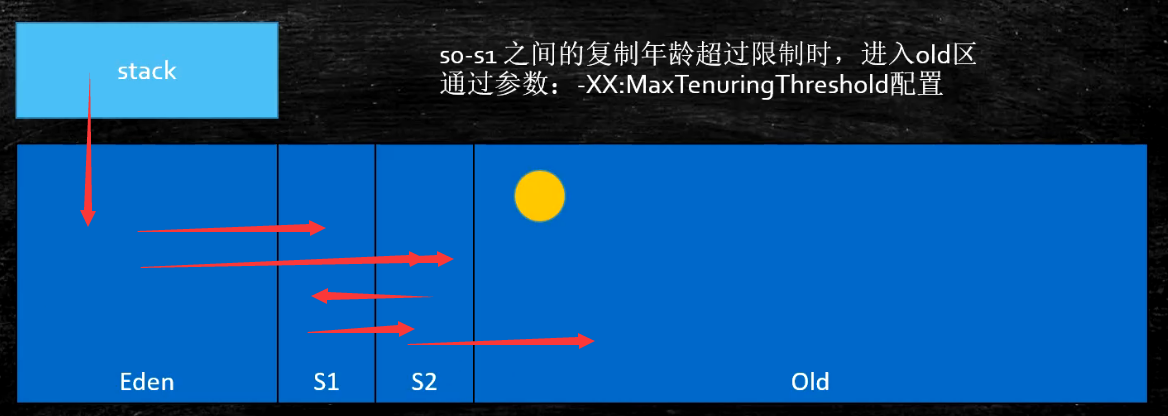 stack
s0-s1 之间的复制年龄超过限制时，进入old区
通过参数：-XX:MaxTenuringThreshold配置
Eden
S1
S2
Old